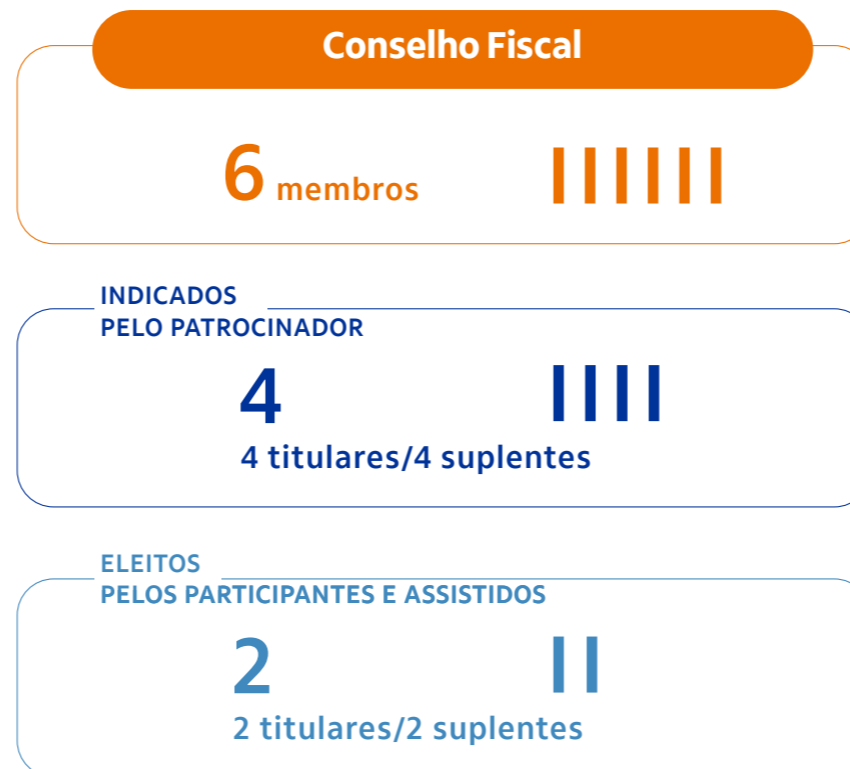 Conselho Fiscal
6 membros
INDICADOS
PELO PATROCINADOR
4
4 titulares/4 suplentes
ELEITOS
PELOS PARTICIPANTES E ASSISTIDOS
2
2 titulares/2 suplentes